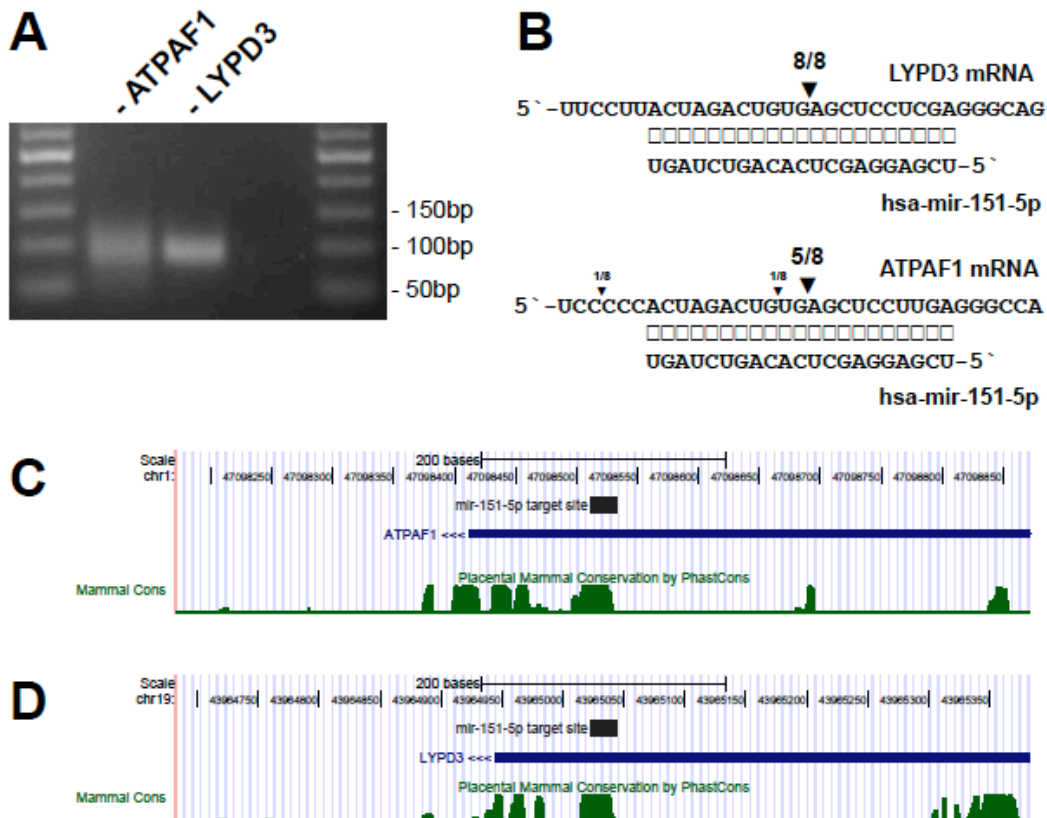 A
- ATPAF1
- LYPD3
- 150bp
- 100bp
- 50bp
B
8/8
LYPD3 mRNA
5`-UUCCUUACUAGACUGUGAGCUCCUCGAGGGCAG
UGAUCUGACACUCGAGGAGCU-5`
hsa-mir-151-5p
5/8
ATPAF1 mRNA
1/8
1/8
5`-UCCCCCACUAGACUGUGAGCUCCUUGAGGGCCA
UGAUCUGACACUCGAGGAGCU-5`
hsa-mir-151-5p
C
Scale
200 bases
chr1:
47098250
47098300
47098350
47098400
47098450
47098500
47098550
47098600
47098650
47098700
47098750
47098800
47098850
mir-151-5p target site
ATPAF1 <<<
Placental Mammal Conservation by PhastCons
Mammal Cons
D
Scale
200 bases
chr19:
43964750
43964800
43964850
43964900
43964950
43965000
43965050
43965100
43965150
43965200
43965250
43965300
43965350
mir-151-5p target site
LYPD3 <<<
Placental Mammal Conservation by PhastCons
Mammal Cons